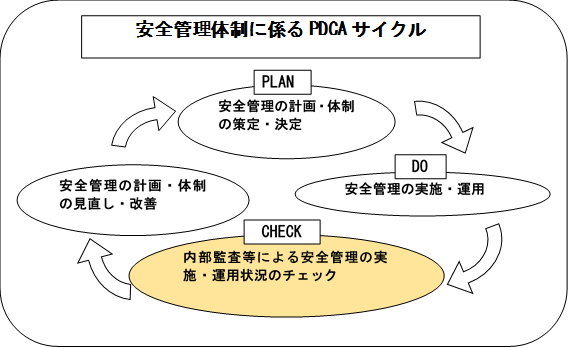 安全管理体制に係るPDCAサイクル
PLAN
安全管理の計画・体制
の策定・決定
DO
安全管理の実施・運用
安全管理の計画・体制
の見直し・改善
CHECK
内部監査等による安全管理の実
施・運用状況のチェック